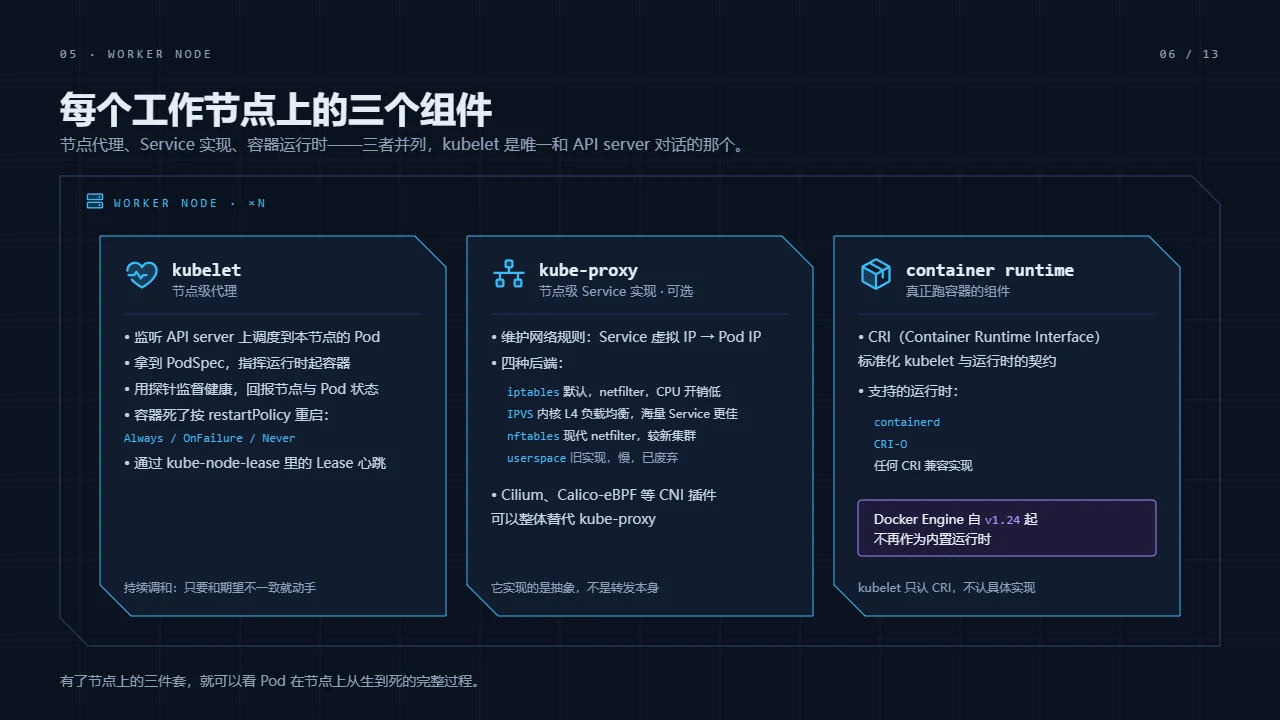 05 · WORKER NODE
06 / 13
每个工作节点上的三个组件
节点代理、Service 实现、容器运行时——三者并列，kubelet 是唯一和 API server 对话的那个。
WORKER NODE · ×N
kubelet
节点级代理
• 监听 API server 上调度到本节点的 Pod
• 拿到 PodSpec，指挥运行时起容器
• 用探针监督健康，回报节点与 Pod 状态
• 容器死了按 restartPolicy 重启：
Always / OnFailure / Never
• 通过 kube-node-lease 里的 Lease 心跳
持续调和：只要和期望不一致就动手
kube-proxy
节点级 Service 实现 · 可选
• 维护网络规则：Service 虚拟 IP → Pod IP
• 四种后端：
iptables 默认，netfilter，CPU 开销低
IPVS 内核 L4 负载均衡，海量 Service 更佳
nftables 现代 netfilter，较新集群
userspace 旧实现，慢，已废弃
• Cilium、Calico-eBPF 等 CNI 插件
可以整体替代 kube-proxy
它实现的是抽象，不是转发本身
container runtime
真正跑容器的组件
• CRI（Container Runtime Interface）
标准化 kubelet 与运行时的契约
• 支持的运行时：
containerd
CRI-O
任何 CRI 兼容实现
Docker Engine 自 v1.24 起
不再作为内置运行时
kubelet 只认 CRI，不认具体实现
有了节点上的三件套，就可以看 Pod 在节点上从生到死的完整过程。